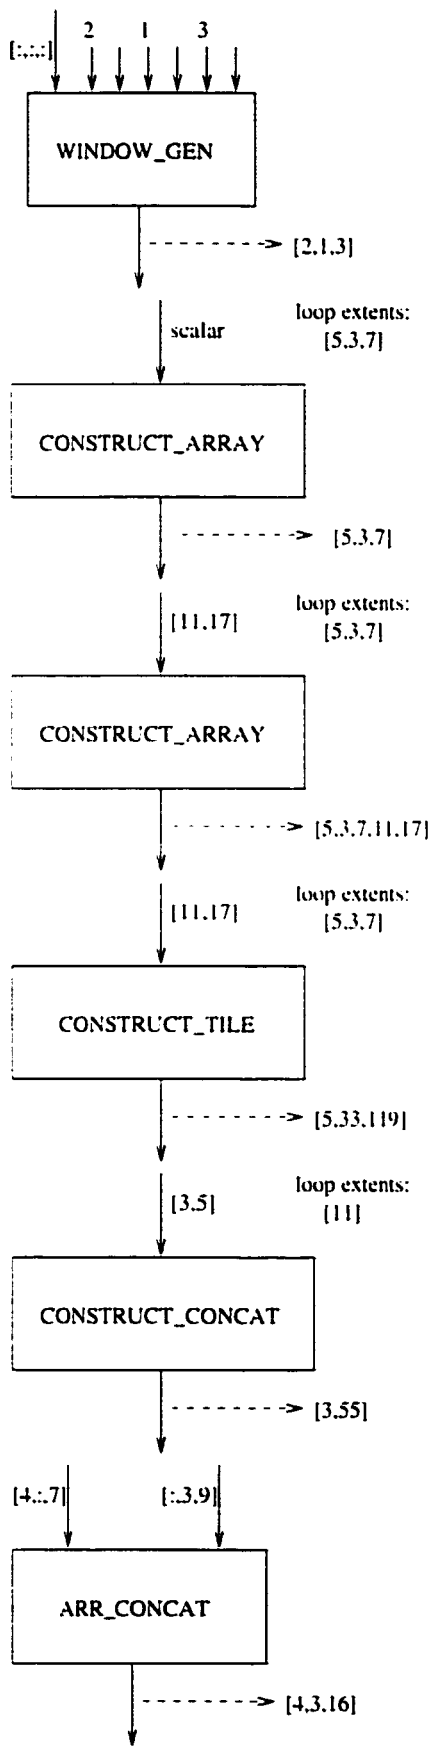 [:,:,:] 2 1 3
WINDOW_GEN
[2,1,3]
scalar
loop extents:
[5,3,7]
CONSTRUCT_ARRAY
[5,3,7]
[11,17]
loop extents:
[5,3,7]
CONSTRUCT_ARRAY
[5,3,7,11,17]
[11,17]
loop extents:
[5,3,7]
CONSTRUCT_TILE
[5,33,119]
[3,5]
loop extents:
[11]
CONSTRUCT_CONCAT
[3,55]
[4,:,7] [:,3,9]
ARR_CONCAT
[4,3,16]